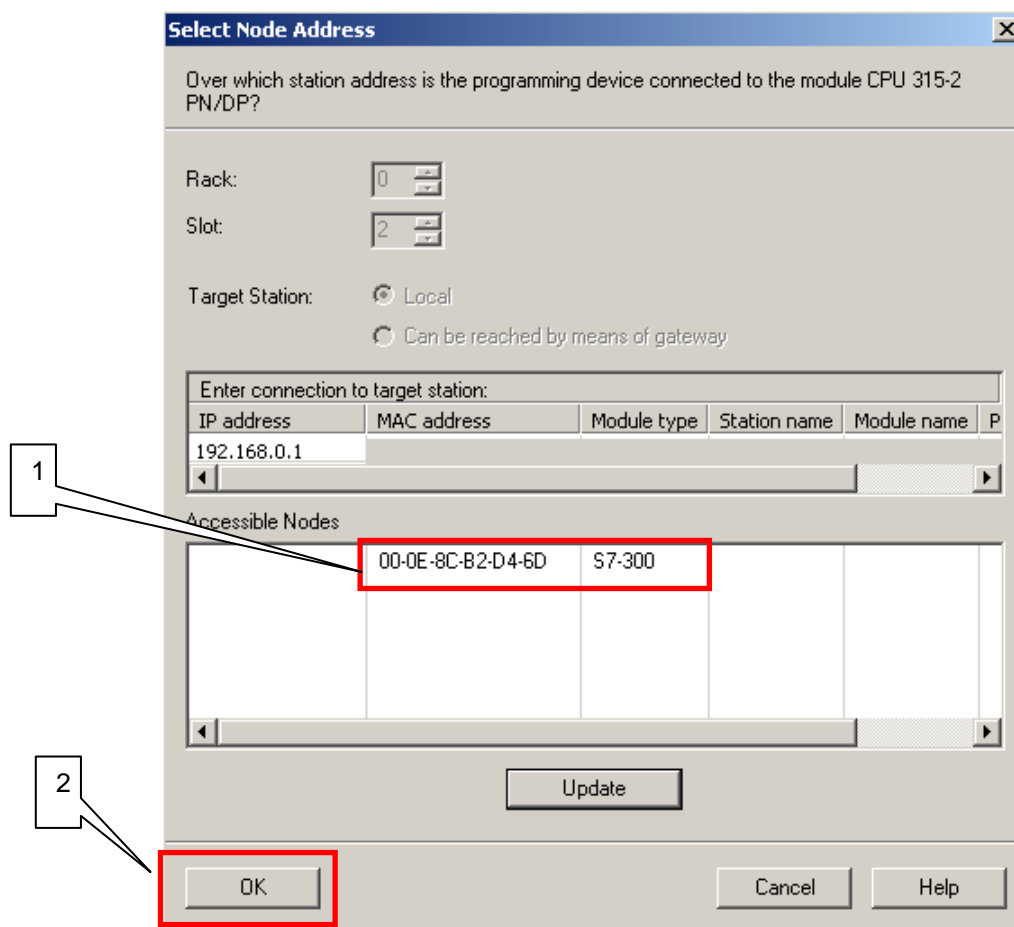 Select Node Address
Over which station address is the programming device connected to the module CPU 315-2
PN/DP?
Rack: 0
Slot: 2
Target Station: Local
Can be reached by means of gateway
Enter connection to target station:
IP address MAC address Module type Station name Module name P
192.168.0.1
1
Accessible Nodes
00-0E-8C-B2-D4-6D S7-300
Update
2
OK Cancel Help